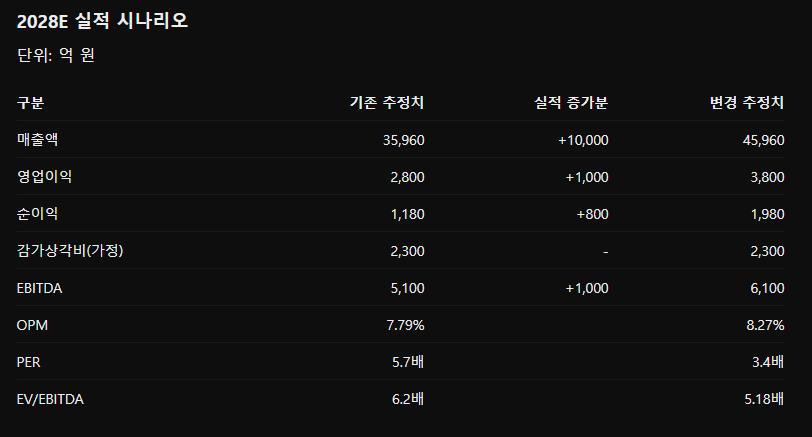 2028E 실적 시나리오
단위: 억 원
구분 기존 추정치 실적 증가분 변경 추정치
매출액 35,960 +10,000 45,960
영업이익 2,800 +1,000 3,800
순이익 1,180 +800 1,980
감가상각비(가정) 2,300 - 2,300
EBITDA 5,100 +1,000 6,100
OPM 7.79% 8.27%
PER 5.7배 3.4배
EV/EBITDA 6.2배 5.18배